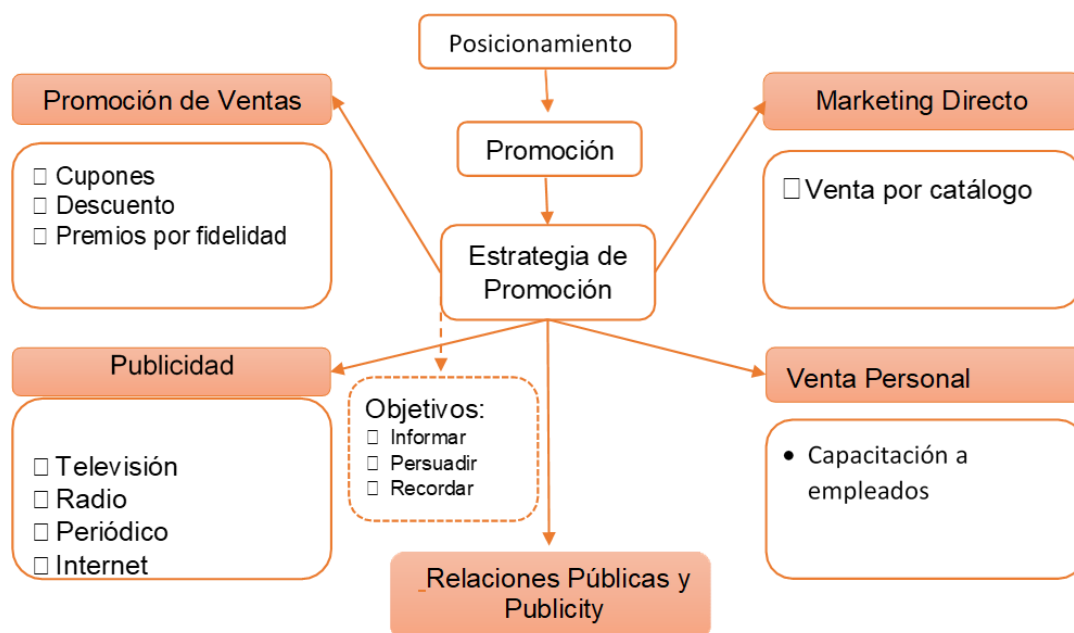 Posicionamiento
Promoción de Ventas
Marketing Directo
Promoción
□ Cupones
□ Descuento
□ Premios por fidelidad
□ Venta por catálogo
Estrategia de
Promoción
Publicidad
Venta Personal
Objetivos:
□ Informar
□ Persuadir
□ Recordar
□ Televisión
□ Radio
□ Periódico
□ Internet
• Capacitación a
empleados
_Relaciones Públicas y
Publicity